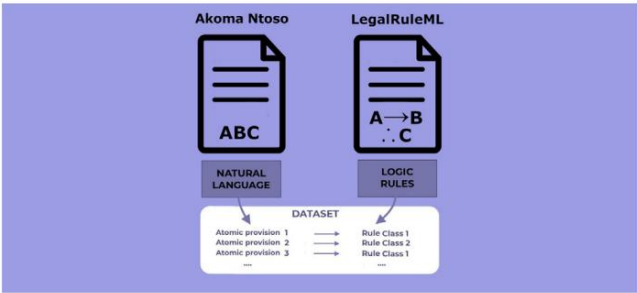 Akoma Ntoso
LegalRuleML
ABC
A→B
∴C
NATURAL
LANGUAGE
LOGIC
RULES
DATASET
Atomic provision 1 → Rule Class 1
Atomic provision 2 → Rule Class 2
Atomic provision 3 → Rule Class 1
.... ....